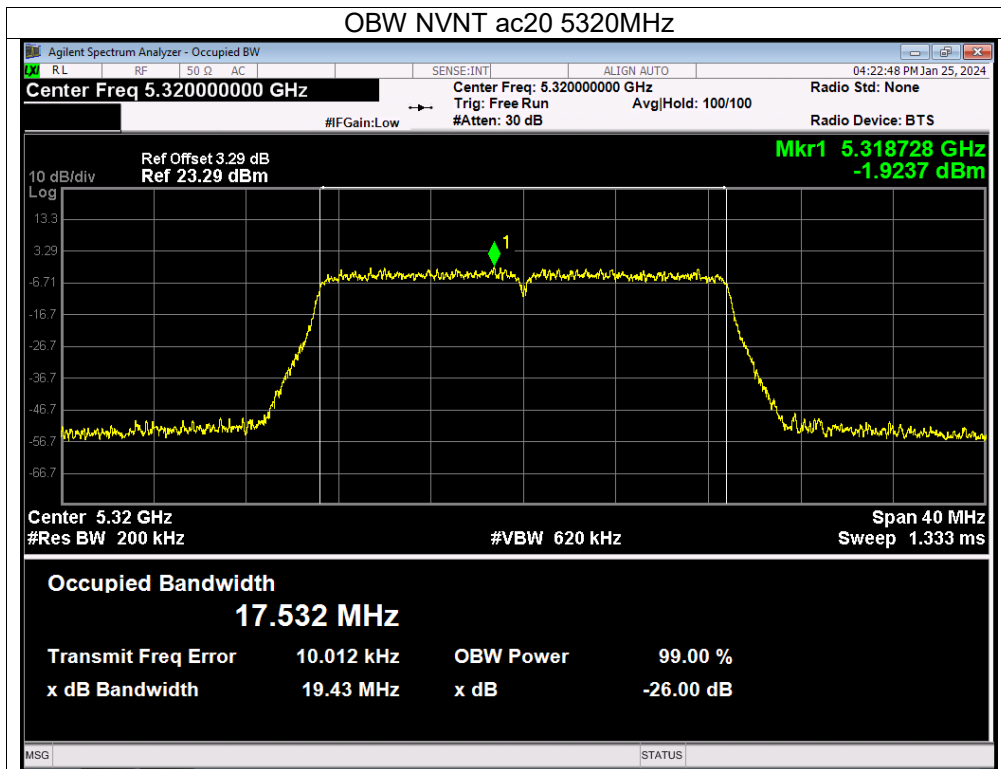 OBW NVNT ac20 5320MHz
Agilent Spectrum Analyzer - Occupied BW
LXI RL RF 50 Ω AC SENSE:INT ALIGN AUTO 04:22:48 PM Jan 25, 2024
Center Freq 5.320000000 GHz Center Freq: 5.320000000 GHz Radio Std: None
Trig: Free Run Avg|Hold: 100/100
#IFGain:Low #Atten: 30 dB Radio Device: BTS
Mkr1 5.318728 GHz
-1.9237 dBm
Ref Offset 3.29 dB
10 dB/div Ref 23.29 dBm
Log
13.3
3.29
1
-6.71
-16.7
-26.7
-36.7
-46.7
-56.7
-66.7
Center 5.32 GHz Span 40 MHz
#Res BW 200 kHz #VBW 620 kHz Sweep 1.333 ms
Occupied Bandwidth
17.532 MHz
Transmit Freq Error 10.012 kHz OBW Power 99.00 %
x dB Bandwidth 19.43 MHz x dB -26.00 dB
MSG STATUS